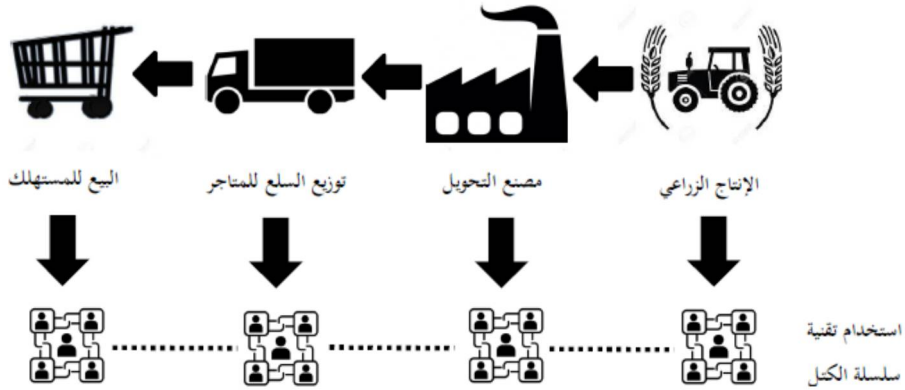 الإنتاج الزراعي
مصنع التحويل
توزيع السلع للمتاجر
البيع للمستهلك
استخدام تقنية
سلسلة الكتل